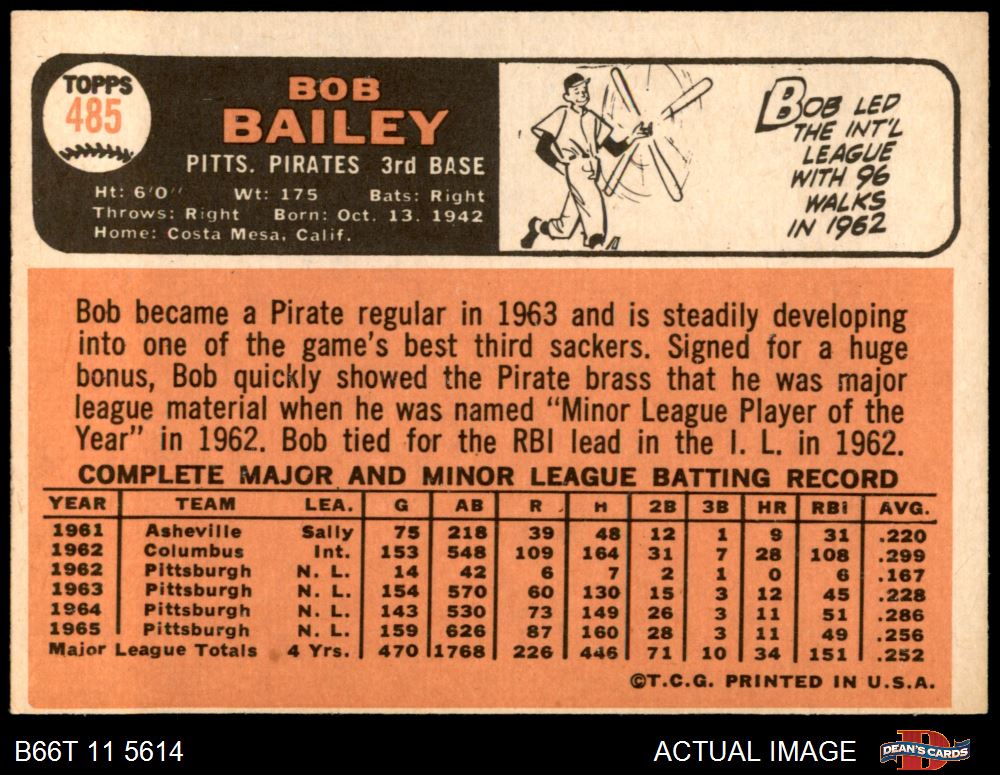 TOPPS
485
BOB
BAILEY
PITTS. PIRATES 3rd BASE
Ht: 6'0" Wt: 175 Bats: Right
Throws: Right Born: Oct. 13, 1942
Home: Costa Mesa, Calif.
BOB LED
THE INT'L
LEAGUE
WITH 96
WALKS
IN 1962
Bob became a Pirate regular in 1963 and is steadily developing
into one of the game's best third sackers. Signed for a huge
bonus, Bob quickly showed the Pirate brass that he was major
league material when he was named "Minor League Player of the
Year" in 1962. Bob tied for the RBI lead in the I. L. in 1962.
COMPLETE MAJOR AND MINOR LEAGUE BATTING RECORD
YEAR TEAM LEA. G AB R H 2B 3B HR RBI AVG.
1961 Asheville Sally 75 218 39 48 12 1 9 31 .220
1962 Columbus Int. 153 548 109 164 31 7 28 108 .299
1962 Pittsburgh N. L. 14 42 6 7 2 1 0 6 .167
1963 Pittsburgh N. L. 154 570 60 130 15 3 12 45 .228
1964 Pittsburgh N. L. 143 530 73 149 26 3 11 51 .286
1965 Pittsburgh N. L. 159 626 87 160 28 3 11 49 .256
Major League Totals 4 Yrs. 470 1768 226 446 71 10 34 151 .252
©T.C.G. PRINTED IN U.S.A.
B66T 11 5614 ACTUAL IMAGE DEAN'S CARDS